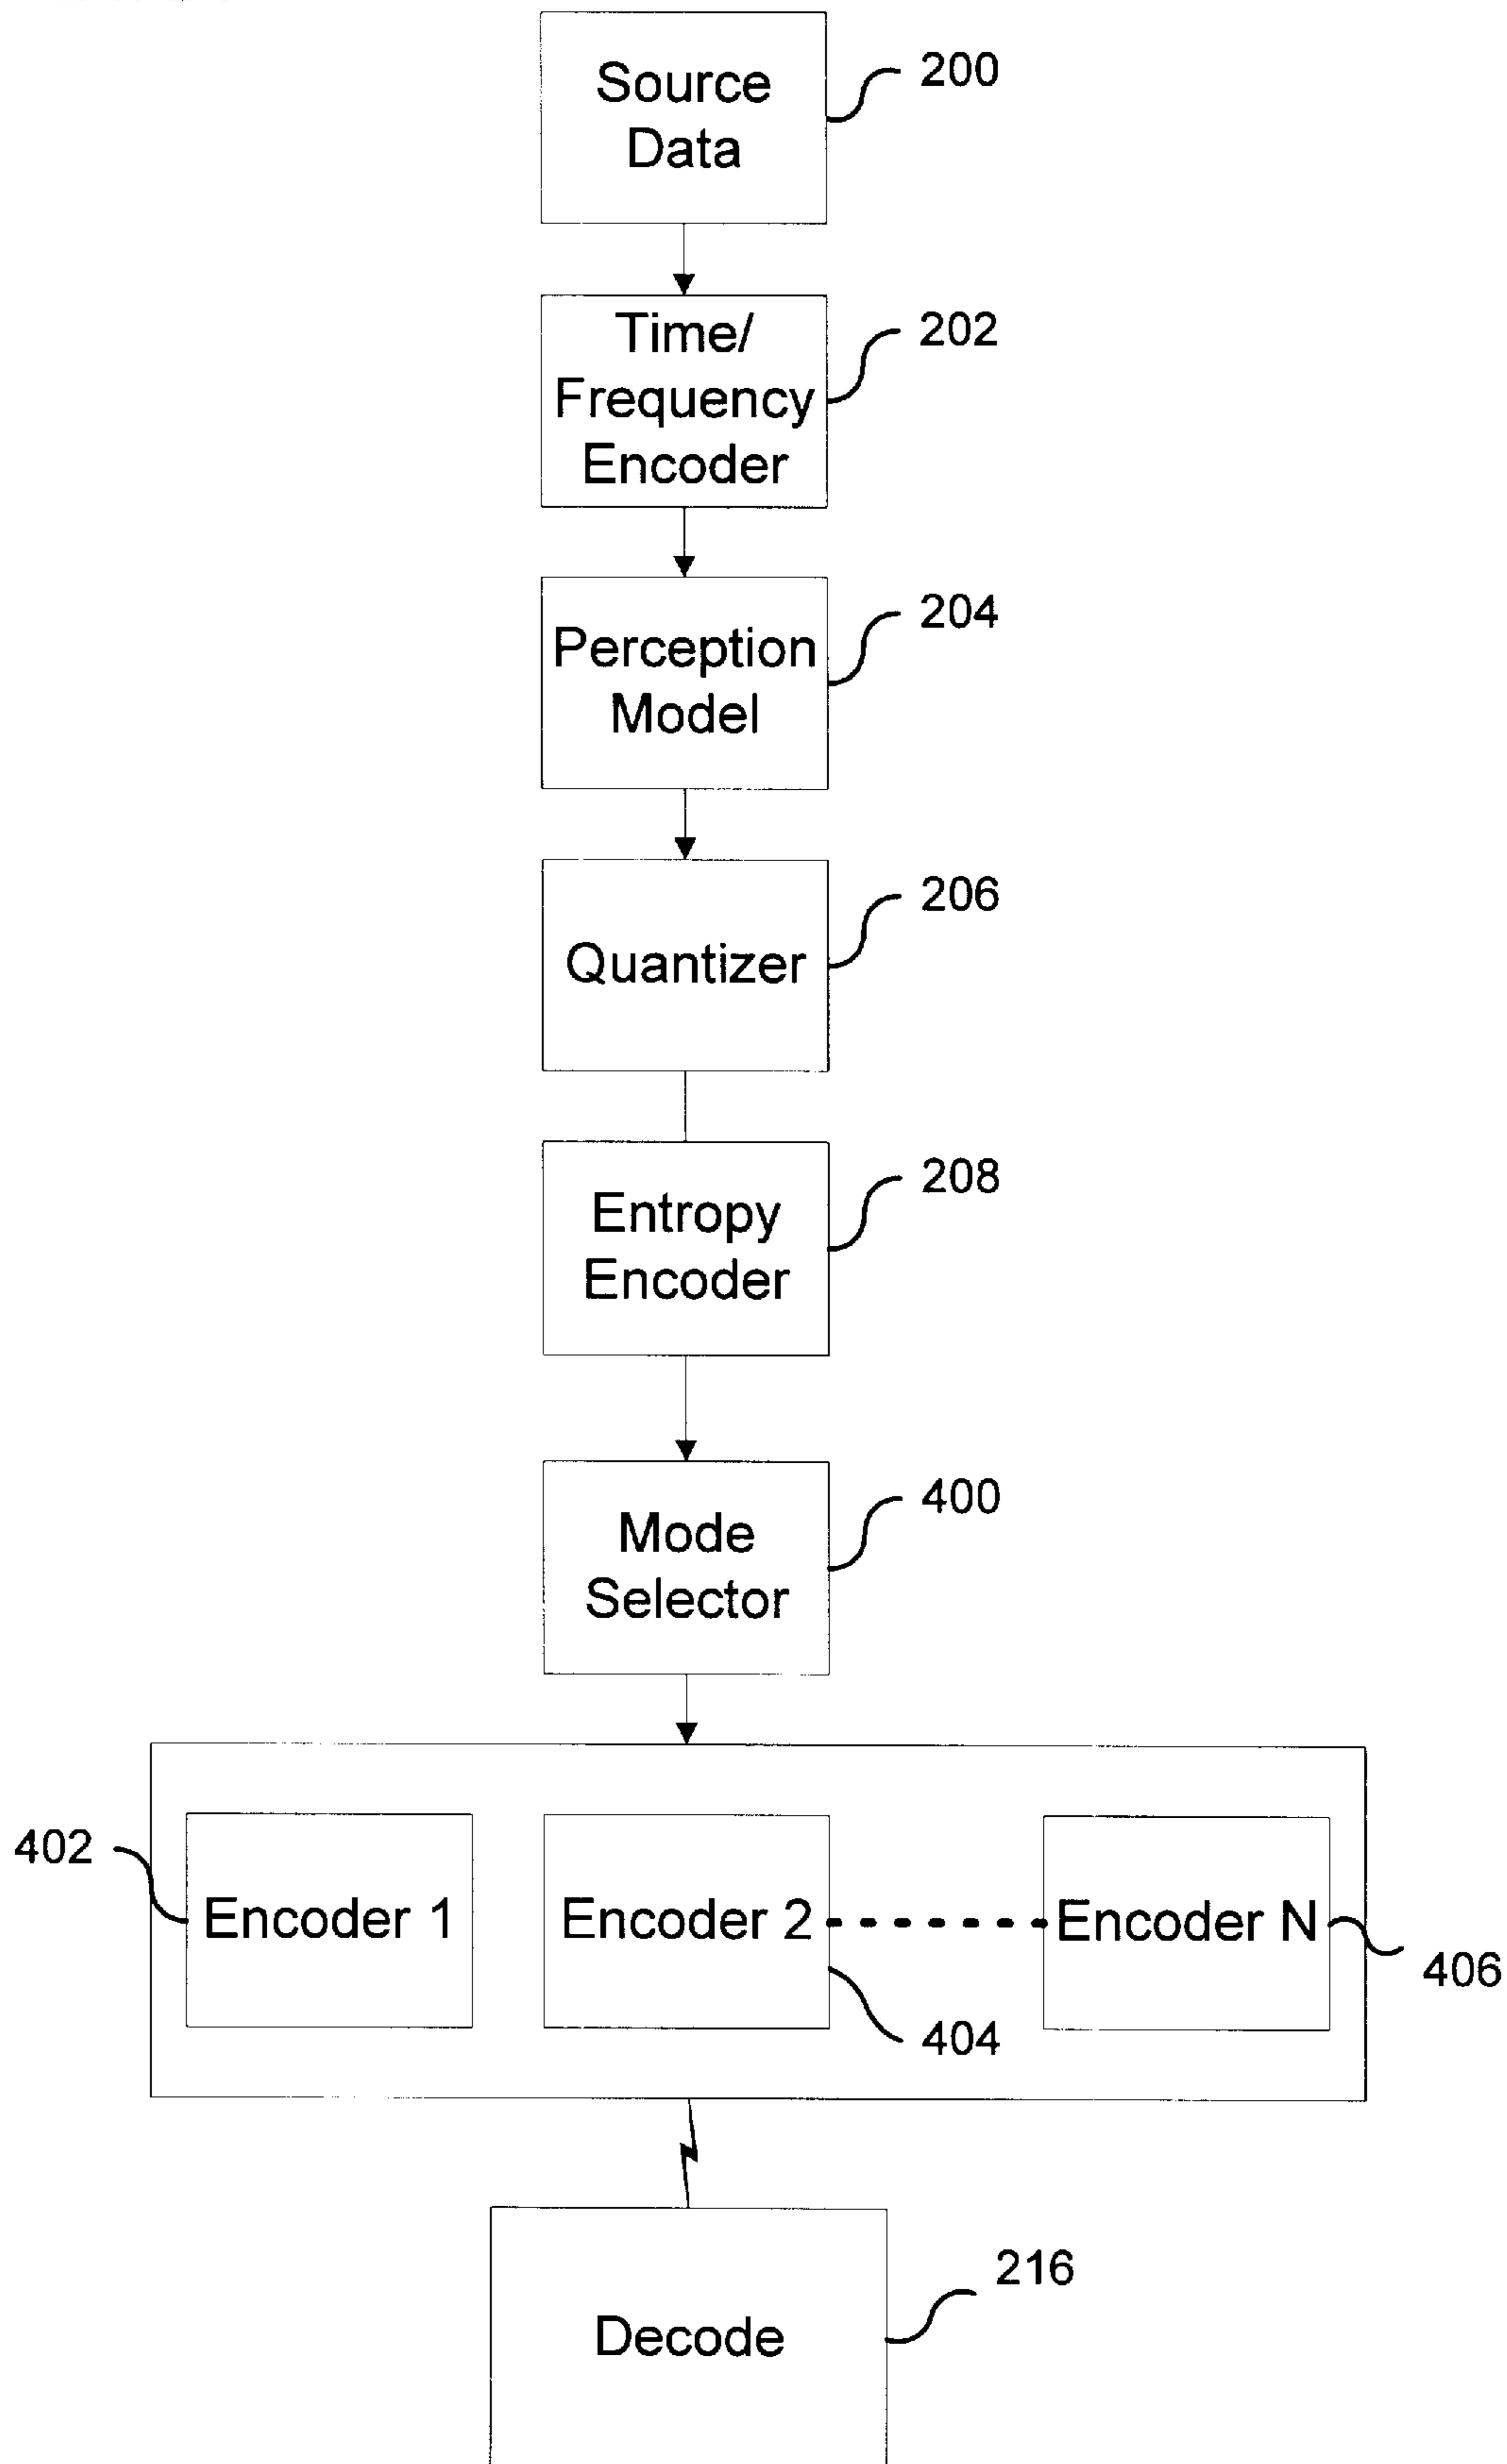 Source
Data
200
Time/
Frequency
Encoder
202
Perception
Model
204
Quantizer
206
Entropy
Encoder
208
Mode
Selector
400
402
Encoder 1
Encoder 2
Encoder N
404
406
Decode
216